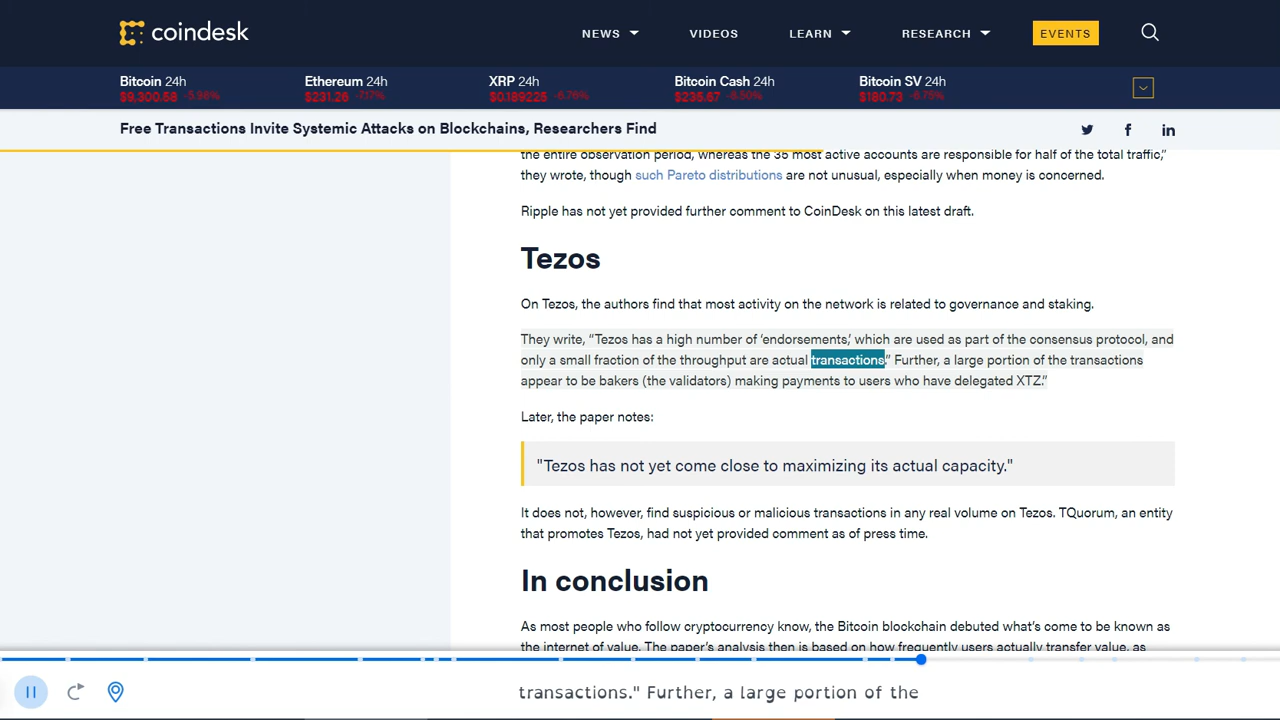 coindesk
NEWS VIDEOS LEARN RESEARCH EVENTS
Bitcoin 24h Ethereum 24h XRP 24h Bitcoin Cash 24h Bitcoin SV 24h
$9,300.58 -5.98% $231.26 -7.17% $0.189225 -6.76% $235.67 -6.50% $180.73 -6.75%
Free Transactions Invite Systemic Attacks on Blockchains, Researchers Find
the entire observation period, whereas the 35 most active accounts are responsible for half of the total traffic,”
they wrote, though such Pareto distributions are not unusual, especially when money is concerned.
Ripple has not yet provided further comment to CoinDesk on this latest draft.
Tezos
On Tezos, the authors find that most activity on the network is related to governance and staking.
They write, “Tezos has a high number of ‘endorsements,’ which are used as part of the consensus protocol, and
only a small fraction of the throughput are actual transactions.” Further, a large portion of the transactions
appear to be bakers (the validators) making payments to users who have delegated XTZ.”
Later, the paper notes:
"Tezos has not yet come close to maximizing its actual capacity."
It does not, however, find suspicious or malicious transactions in any real volume on Tezos. TQuorum, an entity
that promotes Tezos, had not yet provided comment as of press time.
In conclusion
As most people who follow cryptocurrency know, the Bitcoin blockchain debuted what’s come to be known as
the internet of value. The paper’s analysis then is based on how frequently users actually transfer value, as
transactions." Further, a large portion of the